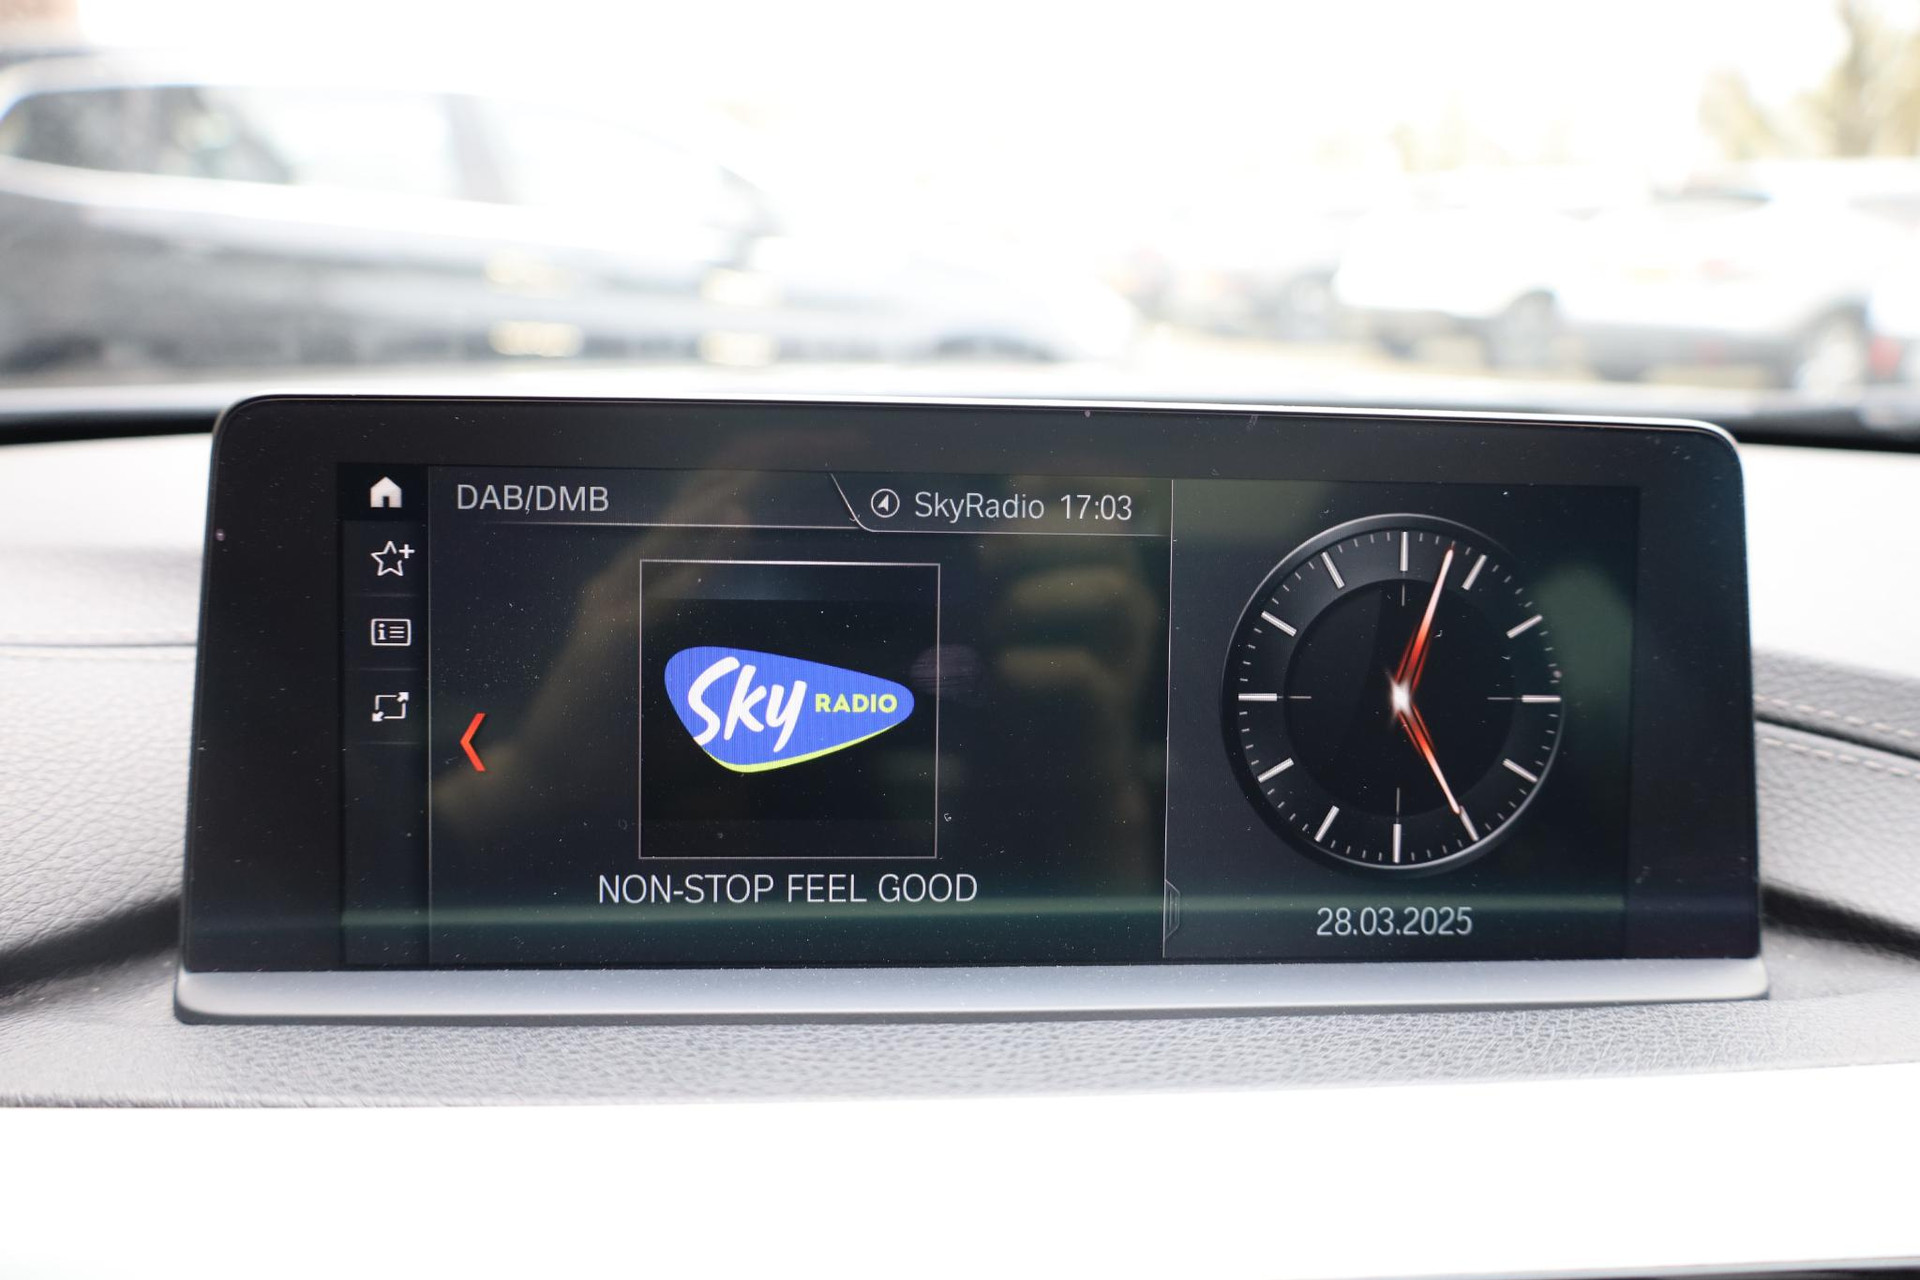 DAB/DMB
SkyRadio 17:03
Sky RADIO
NON-STOP FEEL GOOD
28.03.2025